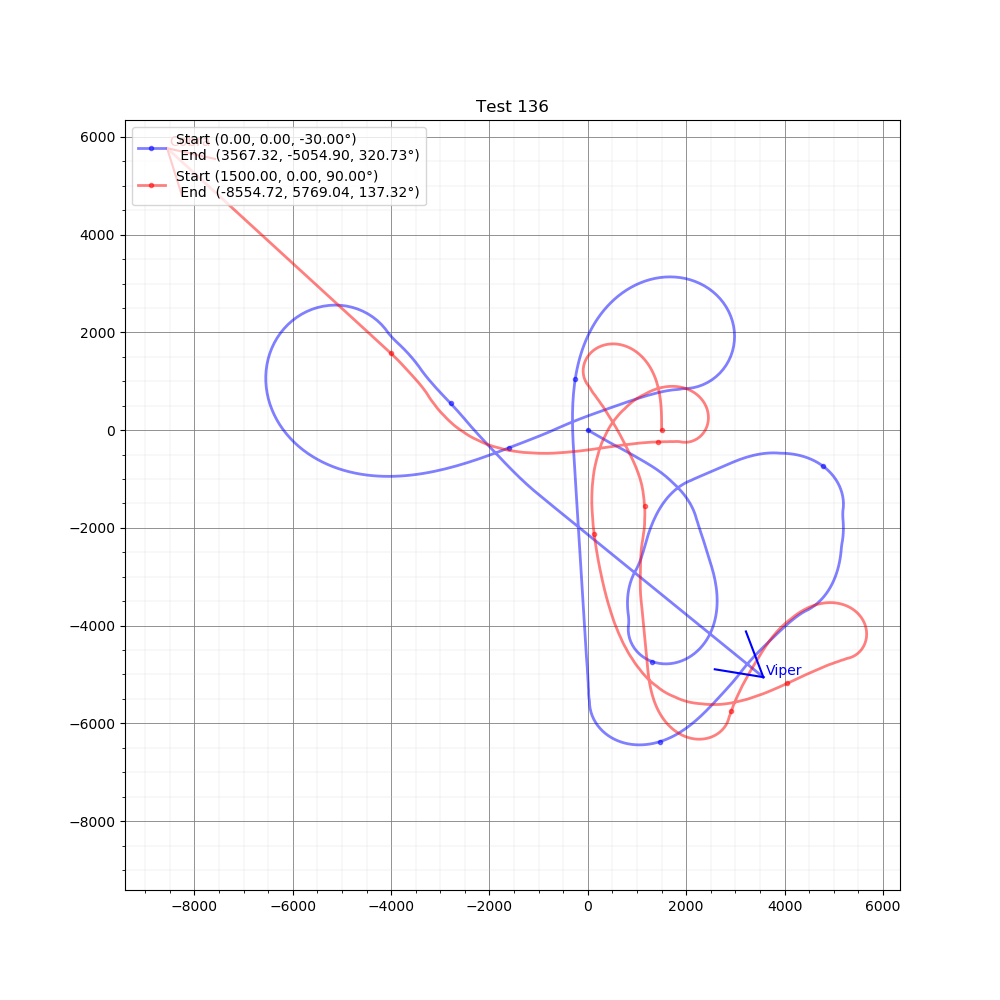 Test 136
Start (0.00, 0.00, -30.00°)
End (3567.32, -5054.90, 320.73°)
Start (1500.00, 0.00, 90.00°)
End (-8554.72, 5769.04, 137.32°)
6000
4000
2000
0
−2000
−4000
−6000
−8000
Viper
−8000 −6000 −4000 −2000 0 2000 4000 6000